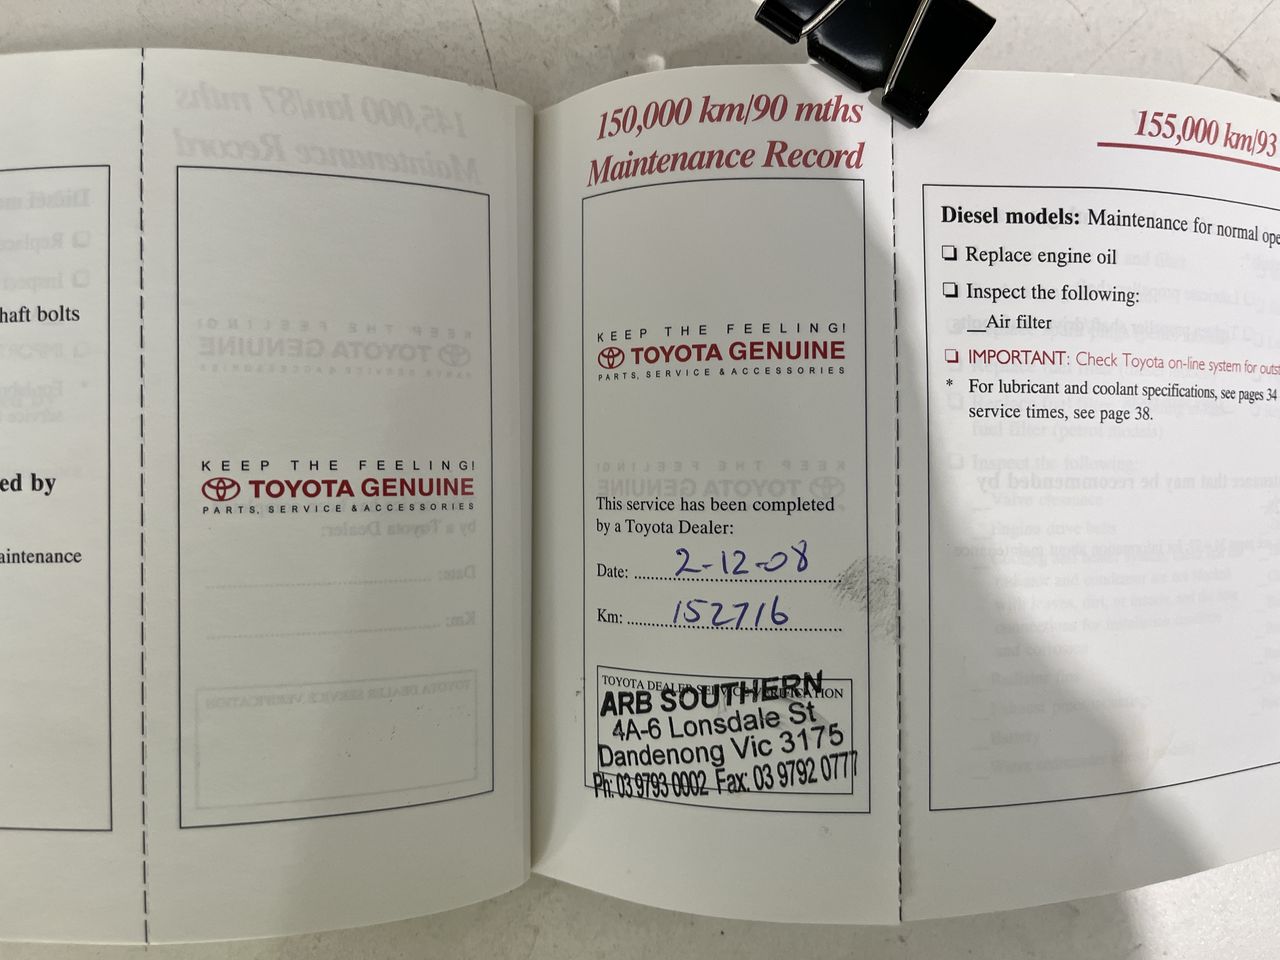 haft bolts
ed by
aintenance
KEEP THE FEELING!
TOYOTA GENUINE
PARTS, SERVICE & ACCESSORIES
150,000 km/90 mths
Maintenance Record
KEEP THE FEELING!
TOYOTA GENUINE
PARTS, SERVICE & ACCESSORIES
This service has been completed
by a Toyota Dealer:
Date: 2-12-08
Km: 152716
TOYOTA DEALER SERVICE VERIFICATION
ARB SOUTHERN
4A-6 Lonsdale St
Dandenong Vic 3175
Ph: 03 9793 0002 Fax: 03 9792 0777
155,000 km/93
Diesel models: Maintenance for normal ope
Replace engine oil
Inspect the following:
__Air filter
IMPORTANT: Check Toyota on-line system for outst
* For lubricant and coolant specifications, see pages 34
service times, see page 38.